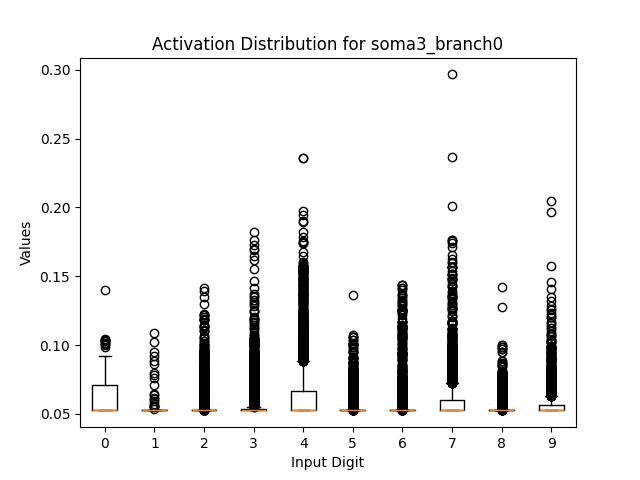 Activation Distribution for soma3_branch0
0.30
0.25
0.20
0.15
0.10
0.05
Values
0 1 2 3 4 5 6 7 8 9
Input Digit